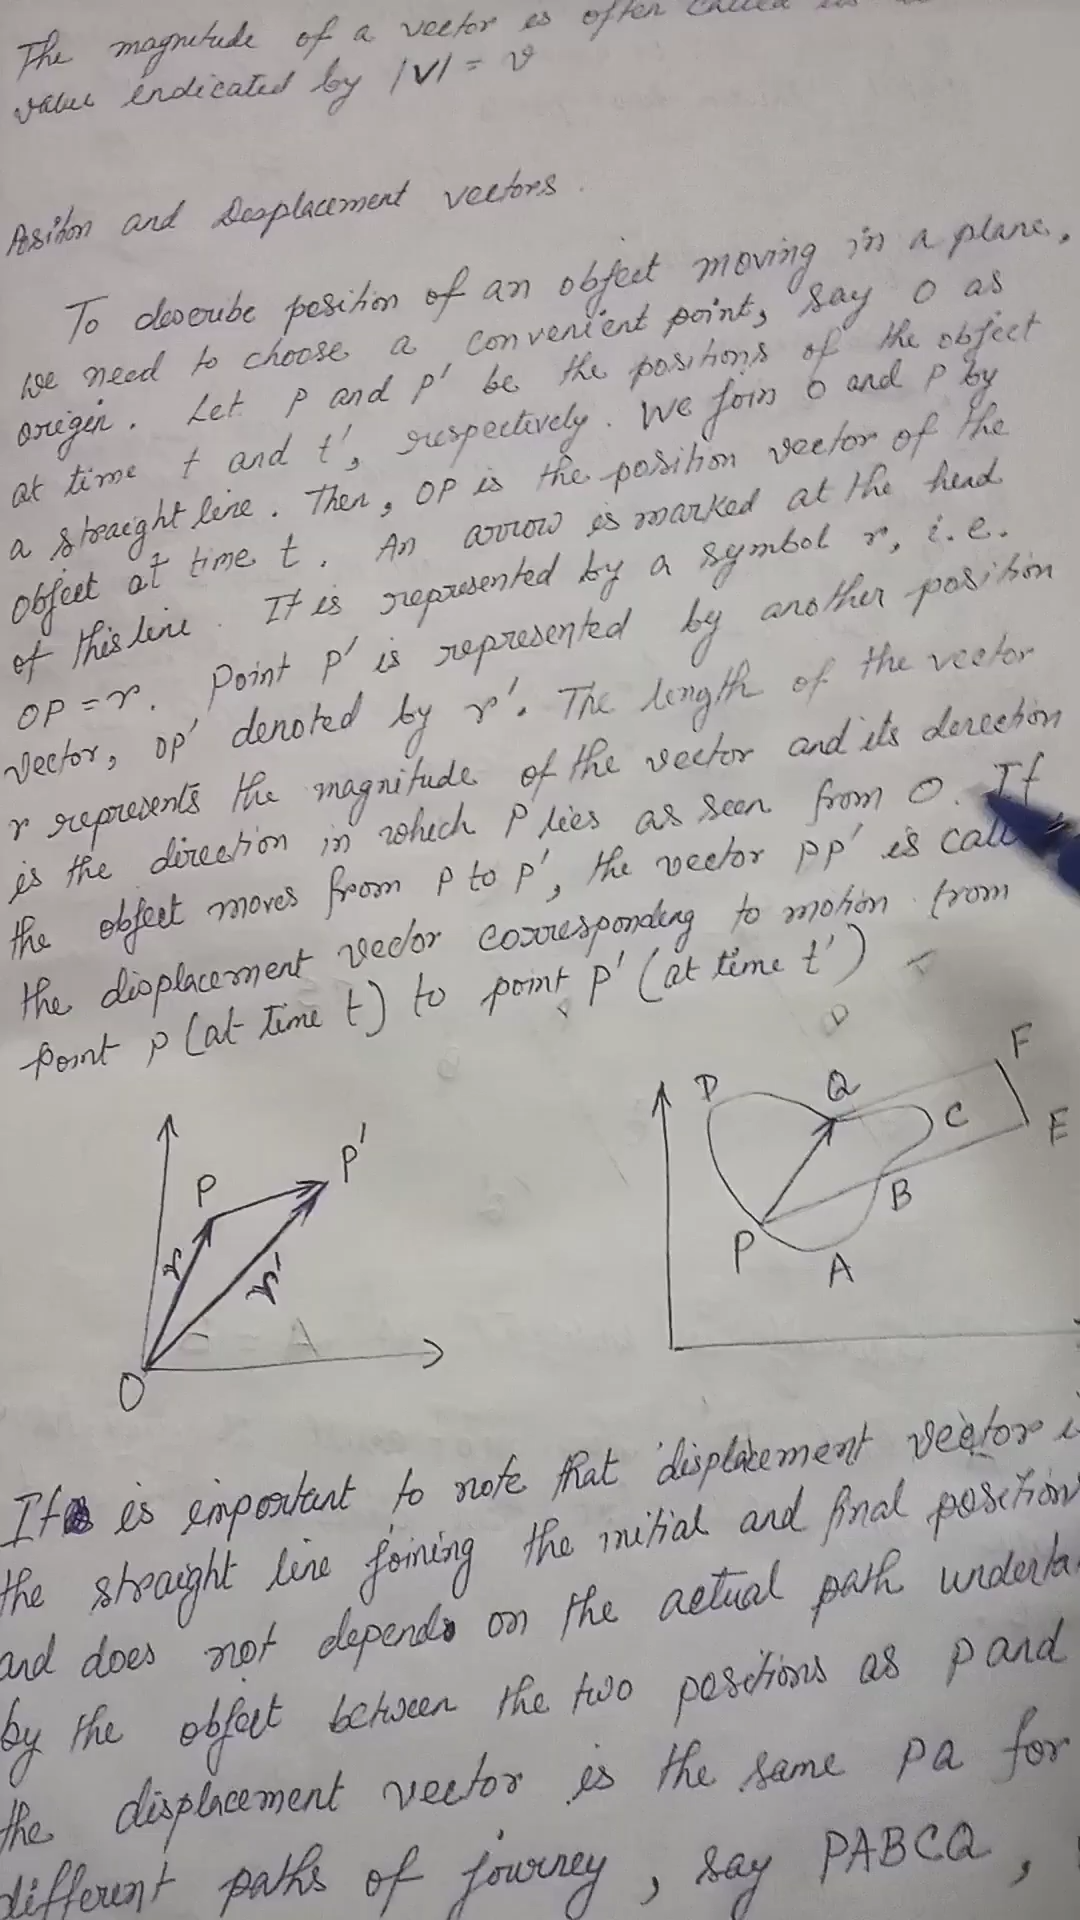 The magnitude of a vector is often called its
value indicated by |V| = v
Position and Desplacement vectors.
To describe position of an object moving in a plane,
we need to choose a convenient point, say O as
origin. Let P and P' be the positions of the object
at time t and t', respectively. We join O and P by
a straight line. Then, OP is the position vector of the
object at time t. An arrow is marked at the head
of this line. It is represented by a symbol r, i.e.
OP = r. Point P' is represented by another position
vector, OP' denoted by r'. The length of the vector
r represents the magnitude of the vector and its derection
is the direction in which P lies as seen from O. If
the object moves from P to P', the vector PP' is call
the displacement vector corresponding to motion from
point P (at time t) to point P' (at time t')
P P' r r' O
D Q F C E B P A
It is important to note that displacement vector i
the straight line joining the initial and final position
and does not depends on the actual path underta
by the object between the two positions as P and
the displacement vector is the same PQ for
different paths of journey, say PABCQ,